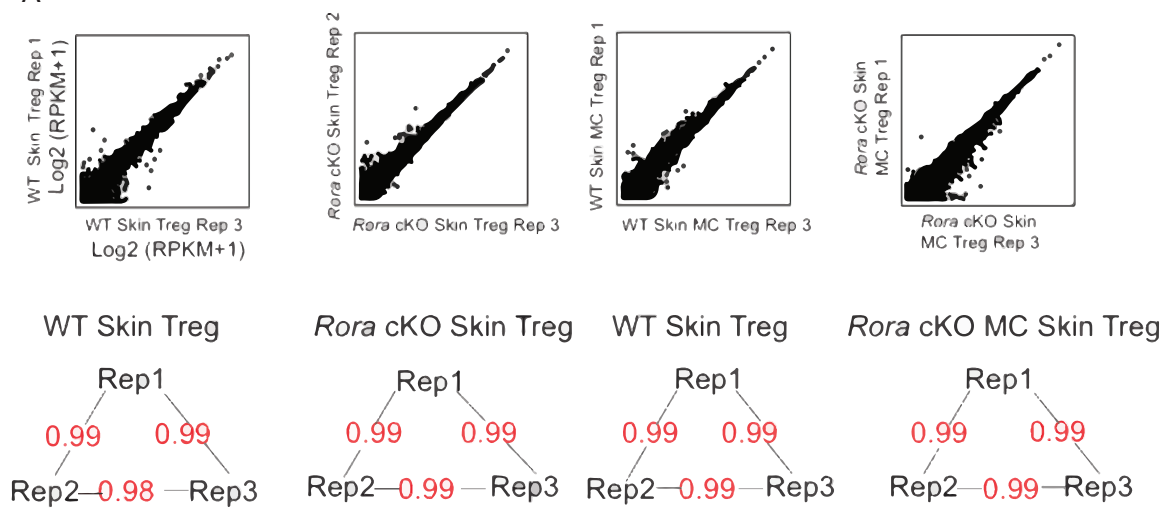 WT Skin Treg Rep 1
Log2 (RPKM+1)
WT Skin Treg Rep 3
Log2 (RPKM+1)
Rora cKO Skin Treg Rep 2
Rora cKO Skin Treg Rep 3
WT Skin MC Treg Rep 1
WT Skin MC Treg Rep 3
Rora cKO Skin
MC Treg Rep 1
Rora cKO Skin
MC Treg Rep 3
WT Skin Treg
Rep1
0.99 0.99
Rep2 0.98 Rep3
Rora cKO Skin Treg
Rep1
0.99 0.99
Rep2 0.99 Rep3
WT Skin Treg
Rep1
0.99 0.99
Rep2 0.99 Rep3
Rora cKO MC Skin Treg
Rep1
0.99 0.99
Rep2 0.99 Rep3